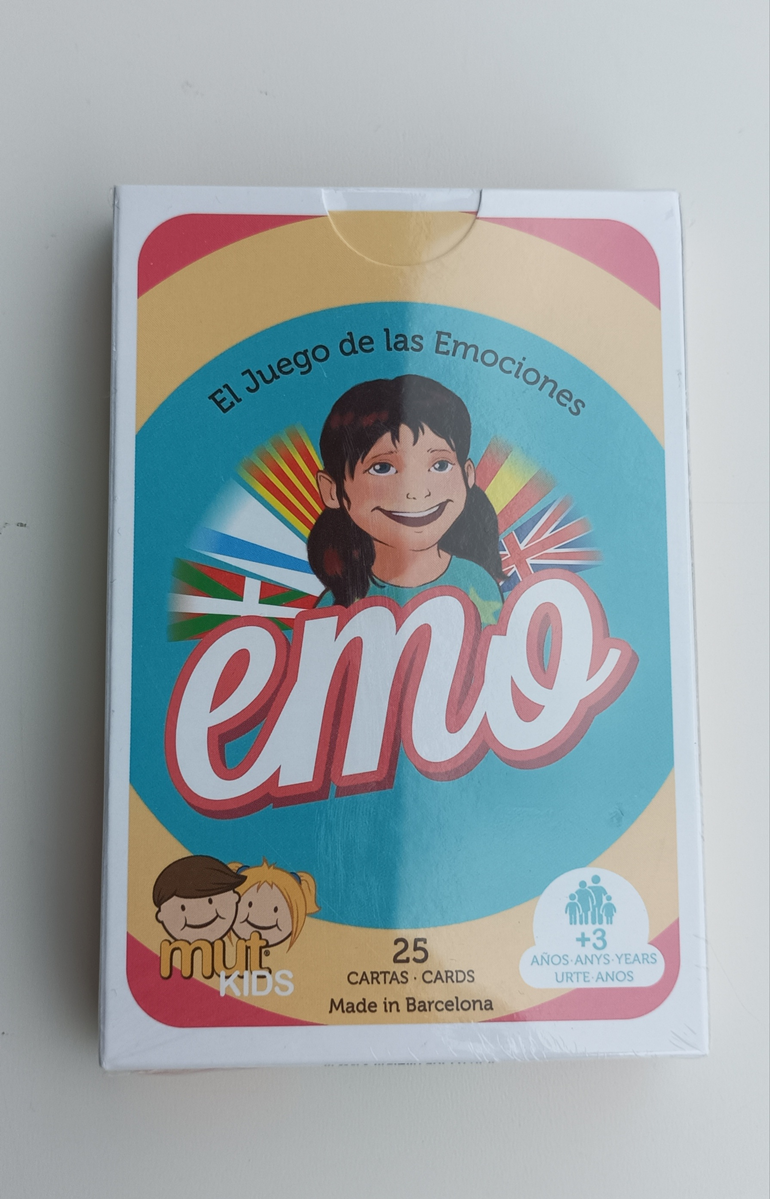 El Juego de las Emociones
emo
mut
KIDS
25
CARTAS · CARDS
Made in Barcelona
+3
AÑOS·ANYS·YEARS
URTE·ANOS